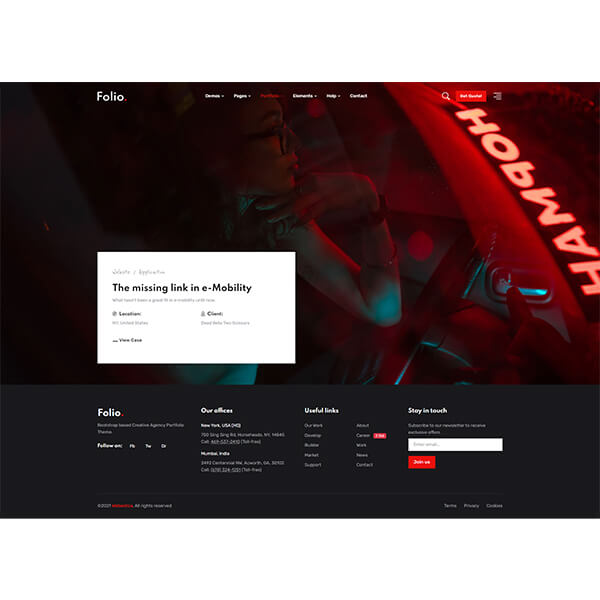 Folio.
Demos Pages Portfolio Elements Help Contact
Get Quote!
НОРМАН
Website / Application
The missing link in e-Mobility
What hasn't been a great fit in e-mobility until now.
Location: Client:
NY, United States Dead Beta Two Scissors
View Case
Folio. Our offices Useful links Stay in touch
Bootstrap based Creative Agency Portfolio Theme.
Follow on: Fb Tw Dr
New York, USA (HQ)
750 Sing Sing Rd, Horseheads, NY, 14845
Call: 469-537-2410 (Toll-free)
Mumbai, India
2492 Centennial NW, Acworth, GA, 30102
Call: (678) 324-1251 (Toll-free)
Our Work About
Develop Career
Builder Work
Market News
Support Contact
Subscribe to our newsletter to receive
exclusive offers
Enter email...
Join us
©2021 All rights reserved
Terms Privacy Cookies